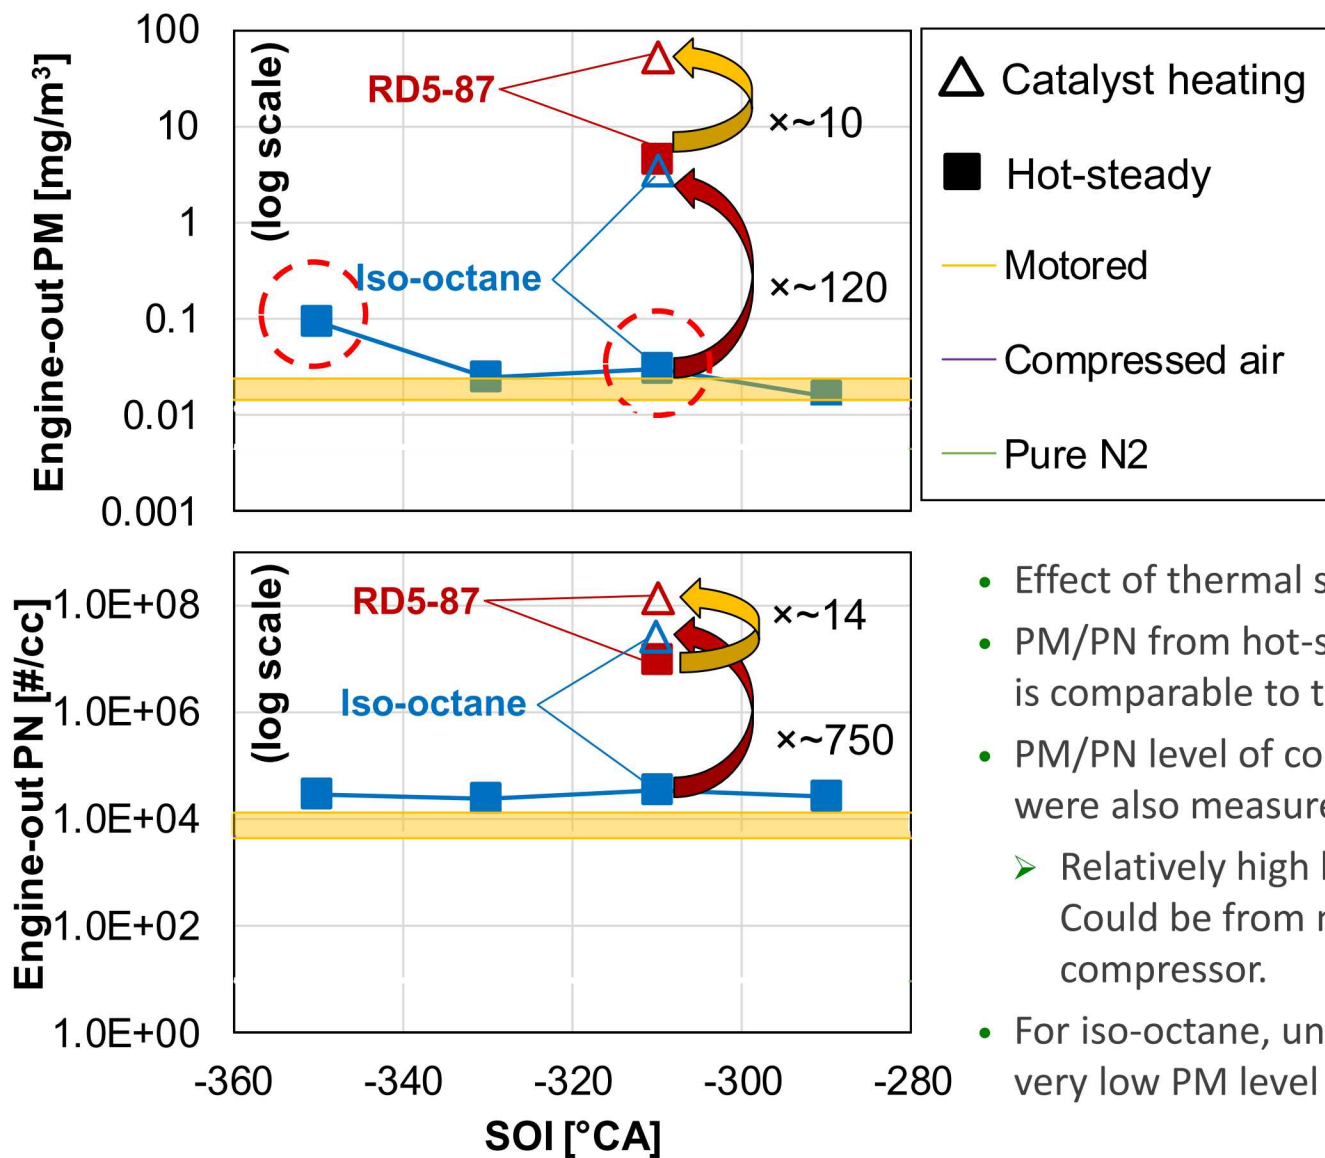 Engine-out PM [mg/m³]
(log scale)
100
10
1
0.1
0.01
0.001
RD5-87
×~10
Iso-octane
×~120
Catalyst heating
Hot-steady
Motored
Compressed air
Pure N2
Engine-out PN [#/cc]
(log scale)
1.0E+08
1.0E+06
1.0E+04
1.0E+02
1.0E+00
RD5-87
×~14
Iso-octane
×~750
-360
-340
-320
-300
-280
SOI [°CA]
• Effect of thermal s
• PM/PN from hot-s
is comparable to t
• PM/PN level of co
were also measure
➢ Relatively high
Could be from
compressor.
• For iso-octane, un
very low PM level